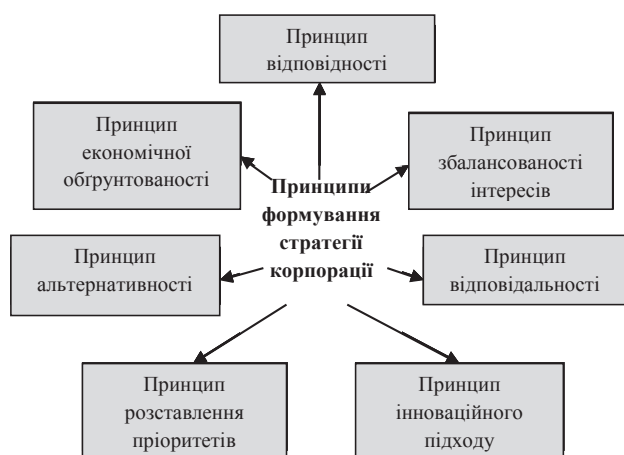 Принцип
відповідності
Принцип
економічної
обґрунтованості
Принцип
збалансованості
інтересів
Принципи
формування
стратегії
корпорації
Принцип
альтернативності
Принцип
відповідальності
Принцип
розставлення
пріоритетів
Принцип
інноваційного
підходу